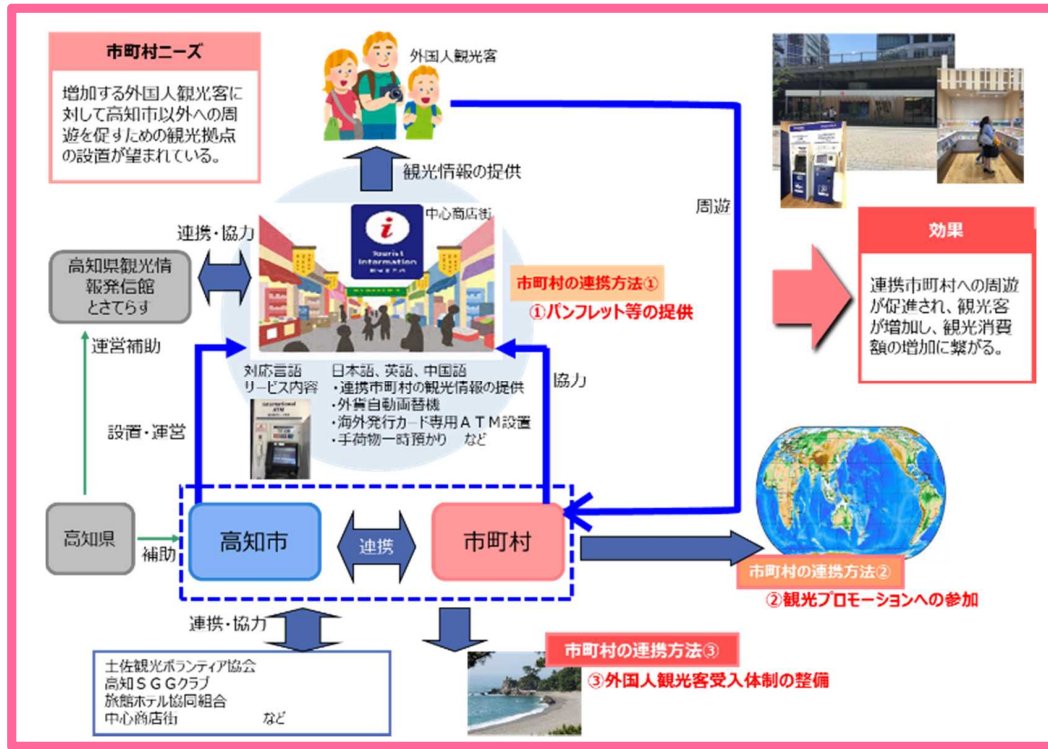 市町村ニーズ
増加する外国人観光客に
対して高知市以外への周
遊を促すための観光拠点
の設置が望まれている。
外国人観光客
観光情報の提供
周遊
中心商店街
i
Tourist
information
連携・協力
高知県観光情
報発信館
とさてらす
市町村の連携方法①
①パンフレット等の提供
効果
連携市町村への周遊
が促進され、観光客
が増加し、観光消費
額の増加に繋がる。
運営補助
対応言語 日本語、英語、中国語
サービス内容 ・連携市町村の観光情報の提供
・外貨自動両替機
・海外発行カード専用ATM設置
・手荷物一時預かり など
International
ATM
協力
設置・運営
高知県
補助
高知市
連携
市町村
市町村の連携方法②
②観光プロモーションへの参加
連携・協力
土佐観光ボランティア協会
高知SGGクラブ
旅館ホテル協同組合
中心商店街 など
市町村の連携方法③
③外国人観光客受入体制の整備